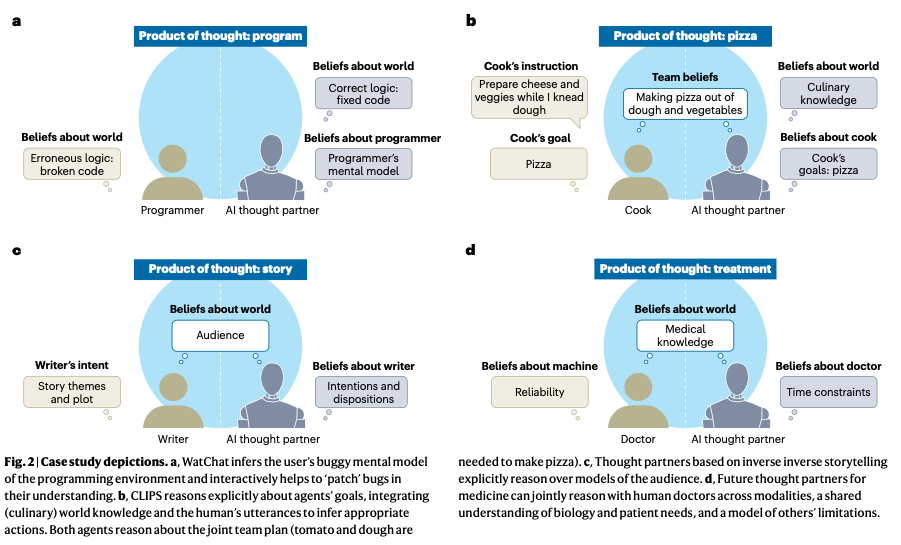 a
Product of thought: program
Beliefs about world
Correct logic:
fixed code
Beliefs about world
Erroneous logic:
broken code
Beliefs about programmer
Programmer's
mental model
Programmer
AI thought partner
b
Product of thought: pizza
Cook's instruction
Prepare cheese and
veggies while I knead
dough
Team beliefs
Making pizza out of
dough and vegetables
Beliefs about world
Culinary
knowledge
Cook's goal
Pizza
Beliefs about cook
Cook's
goals: pizza
Cook
AI thought partner
c
Product of thought: story
Beliefs about world
Audience
Writer's intent
Story themes
and plot
Beliefs about writer
Intentions and
dispositions
Writer
AI thought partner
d
Product of thought: treatment
Beliefs about world
Medical
knowledge
Beliefs about machine
Reliability
Beliefs about doctor
Time constraints
Doctor
AI thought partner
Fig. 2 | Case study depictions. a, WatChat infers the user's buggy mental model
of the programming environment and interactively helps to 'patch' bugs in
their understanding. b, CLIPS reasons explicitly about agents' goals, integrating
(culinary) world knowledge and the human's utterances to infer appropriate
actions. Both agents reason about the joint team plan (tomato and dough are
needed to make pizza). c, Thought partners based on inverse inverse storytelling
explicitly reason over models of the audience. d, Future thought partners for
medicine can jointly reason with human doctors across modalities, a shared
understanding of biology and patient needs, and a model of others' limitations.